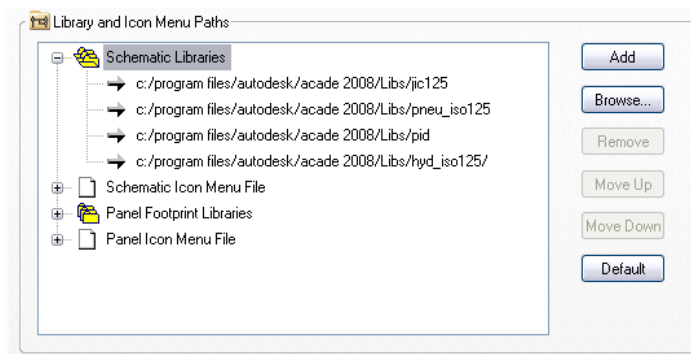 Library and Icon Menu Paths
Schematic Libraries
c:/program files/autodesk/acade 2008/Libs/jic125
c:/program files/autodesk/acade 2008/Libs/pneu_iso125
c:/program files/autodesk/acade 2008/Libs/pid
c:/program files/autodesk/acade 2008/Libs/hyd_iso125/
Schematic Icon Menu File
Panel Footprint Libraries
Panel Icon Menu File
Add
Browse...
Remove
Move Up
Move Down
Default